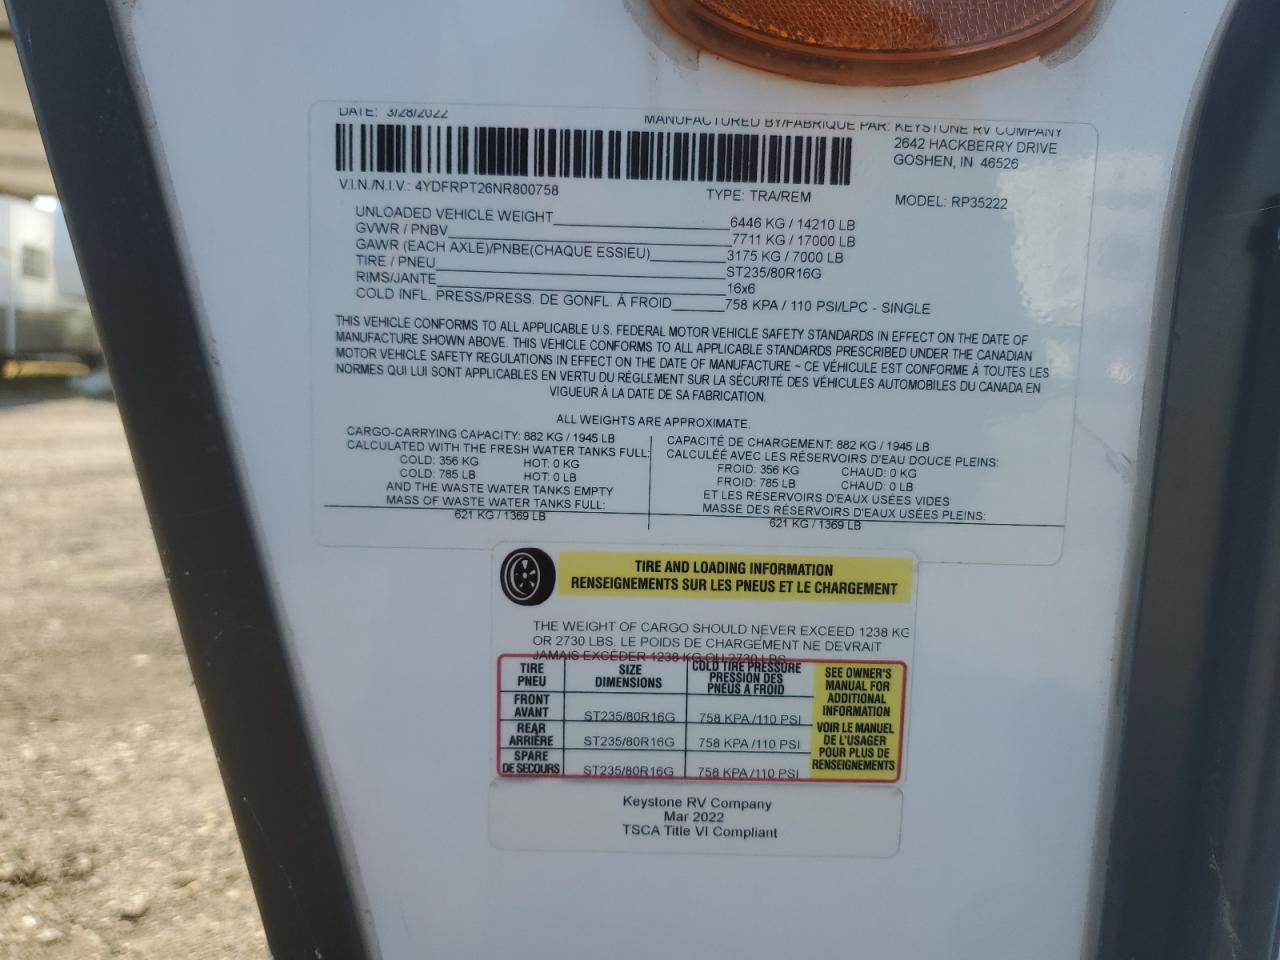 DATE: 3/28/2022
MANUFACTURED BY/FABRIQUE PAR: KEYSTONE RV COMPANY
2642 HACKBERRY DRIVE
GOSHEN, IN 46526
V.I.N./N.I.V.: 4YDFRPT26NR800758 TYPE: TRA/REM MODEL: RP35222
UNLOADED VEHICLE WEIGHT 6446 KG / 14210 LB
GVWR / PNBV 7711 KG / 17000 LB
GAWR (EACH AXLE)/PNBE(CHAQUE ESSIEU) 3175 KG / 7000 LB
TIRE / PNEU ST235/80R16G
RIMS/JANTE 16x6
COLD INFL. PRESS/PRESS. DE GONFL. À FROID 758 KPA / 110 PSI/LPC - SINGLE
THIS VEHICLE CONFORMS TO ALL APPLICABLE U.S. FEDERAL MOTOR VEHICLE SAFETY STANDARDS IN EFFECT ON THE DATE OF
MANUFACTURE SHOWN ABOVE. THIS VEHICLE CONFORMS TO ALL APPLICABLE STANDARDS PRESCRIBED UNDER THE CANADIAN
MOTOR VEHICLE SAFETY REGULATIONS IN EFFECT ON THE DATE OF MANUFACTURE ~ CE VÉHICULE EST CONFORME À TOUTES LES
NORMES QUI LUI SONT APPLICABLES EN VERTU DU RÈGLEMENT SUR LA SÉCURITÉ DES VÉHICULES AUTOMOBILES DU CANADA EN
VIGUEUR À LA DATE DE SA FABRICATION.
ALL WEIGHTS ARE APPROXIMATE.
CARGO-CARRYING CAPACITY: 882 KG / 1945 LB
CALCULATED WITH THE FRESH WATER TANKS FULL:
COLD: 356 KG HOT: 0 KG
COLD: 785 LB HOT: 0 LB
AND THE WASTE WATER TANKS EMPTY
MASS OF WASTE WATER TANKS FULL:
621 KG / 1369 LB
CAPACITÉ DE CHARGEMENT: 882 KG / 1945 LB
CALCULÉE AVEC LES RÉSERVOIRS D'EAU DOUCE PLEINS:
FROID: 356 KG CHAUD: 0 KG
FROID: 785 LB CHAUD: 0 LB
ET LES RÉSERVOIRS D'EAUX USÉES VIDES
MASSE DES RÉSERVOIRS D'EAUX USÉES PLEINS:
621 KG / 1369 LB
TIRE AND LOADING INFORMATION
RENSEIGNEMENTS SUR LES PNEUS ET LE CHARGEMENT
THE WEIGHT OF CARGO SHOULD NEVER EXCEED 1238 KG
OR 2730 LBS. LE POIDS DE CHARGEMENT NE DEVRAIT
JAMAIS EXCÉDER 1238 KG OU 2730 LBS
TIRE SIZE COLD TIRE PRESSURE
PNEU DIMENSIONS PRESSION DES
PNEUS A FROID
FRONT
AVANT ST235/80R16G 758 KPA /110 PSI
REAR
ARRIÈRE ST235/80R16G 758 KPA /110 PSI
SPARE
DE SECOURS ST235/80R16G 758 KPA /110 PSI
SEE OWNER'S
MANUAL FOR
ADDITIONAL
INFORMATION
VOIR LE MANUEL
DE L'USAGER
POUR PLUS DE
RENSEIGNEMENTS
Keystone RV Company
Mar 2022
TSCA Title VI Compliant